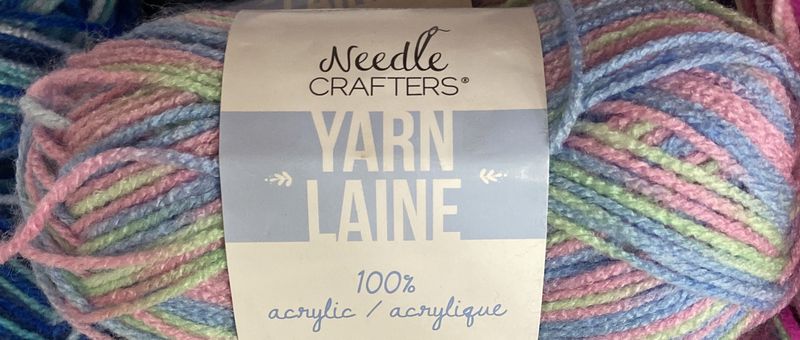 Needle
CRAFTERS®
YARN
LAINE
100%
acrylic / acrylique